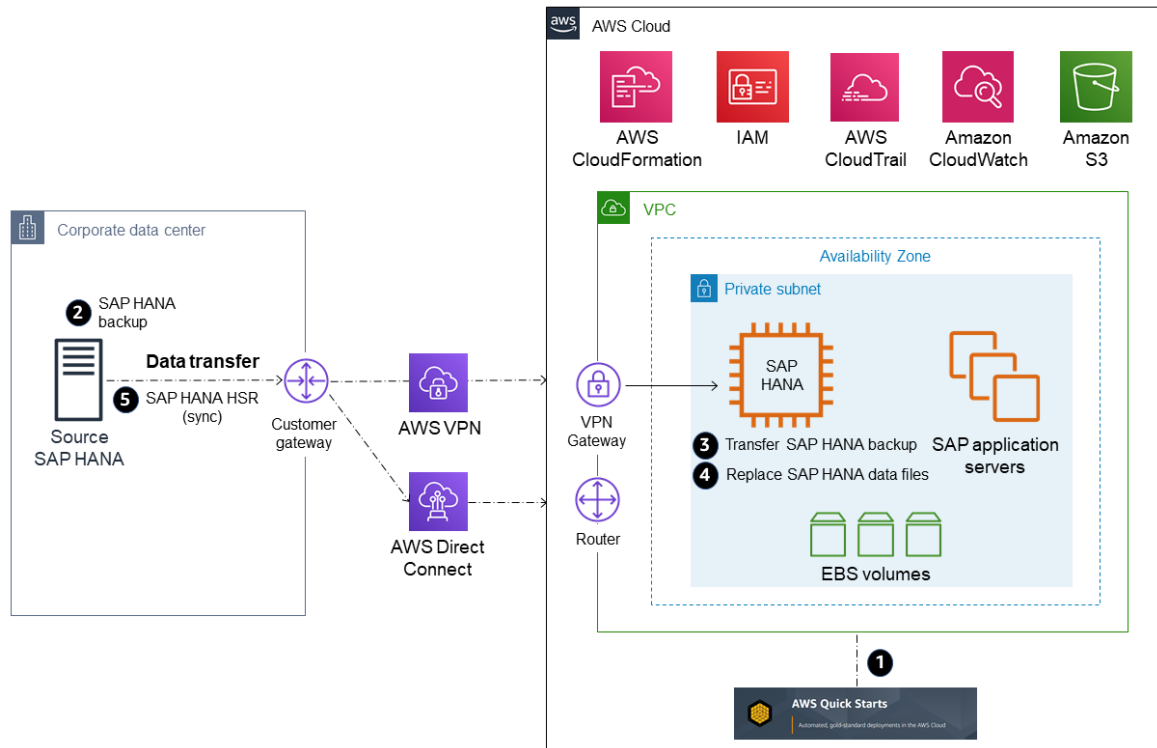 aws
AWS Cloud
AWS
CloudFormation
IAM
AWS
CloudTrail
Amazon
CloudWatch
Amazon
S3
VPC
Corporate data center
Availability Zone
Private subnet
2 SAP HANA
backup
Data transfer
5 SAP HANA HSR
(sync)
Source
SAP HANA
Customer
gateway
AWS VPN
AWS Direct
Connect
VPN
Gateway
Router
SAP
HANA
3 Transfer SAP HANA backup
4 Replace SAP HANA data files
SAP application
servers
EBS volumes
1
AWS Quick Starts
Automated, gold-standard deployments in the AWS Cloud